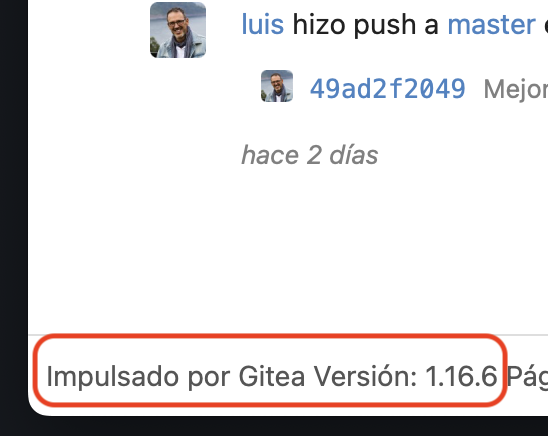 luis hizo push a master
49ad2f2049 Mejor
hace 2 días
Impulsado por Gitea Versión: 1.16.6 Pág